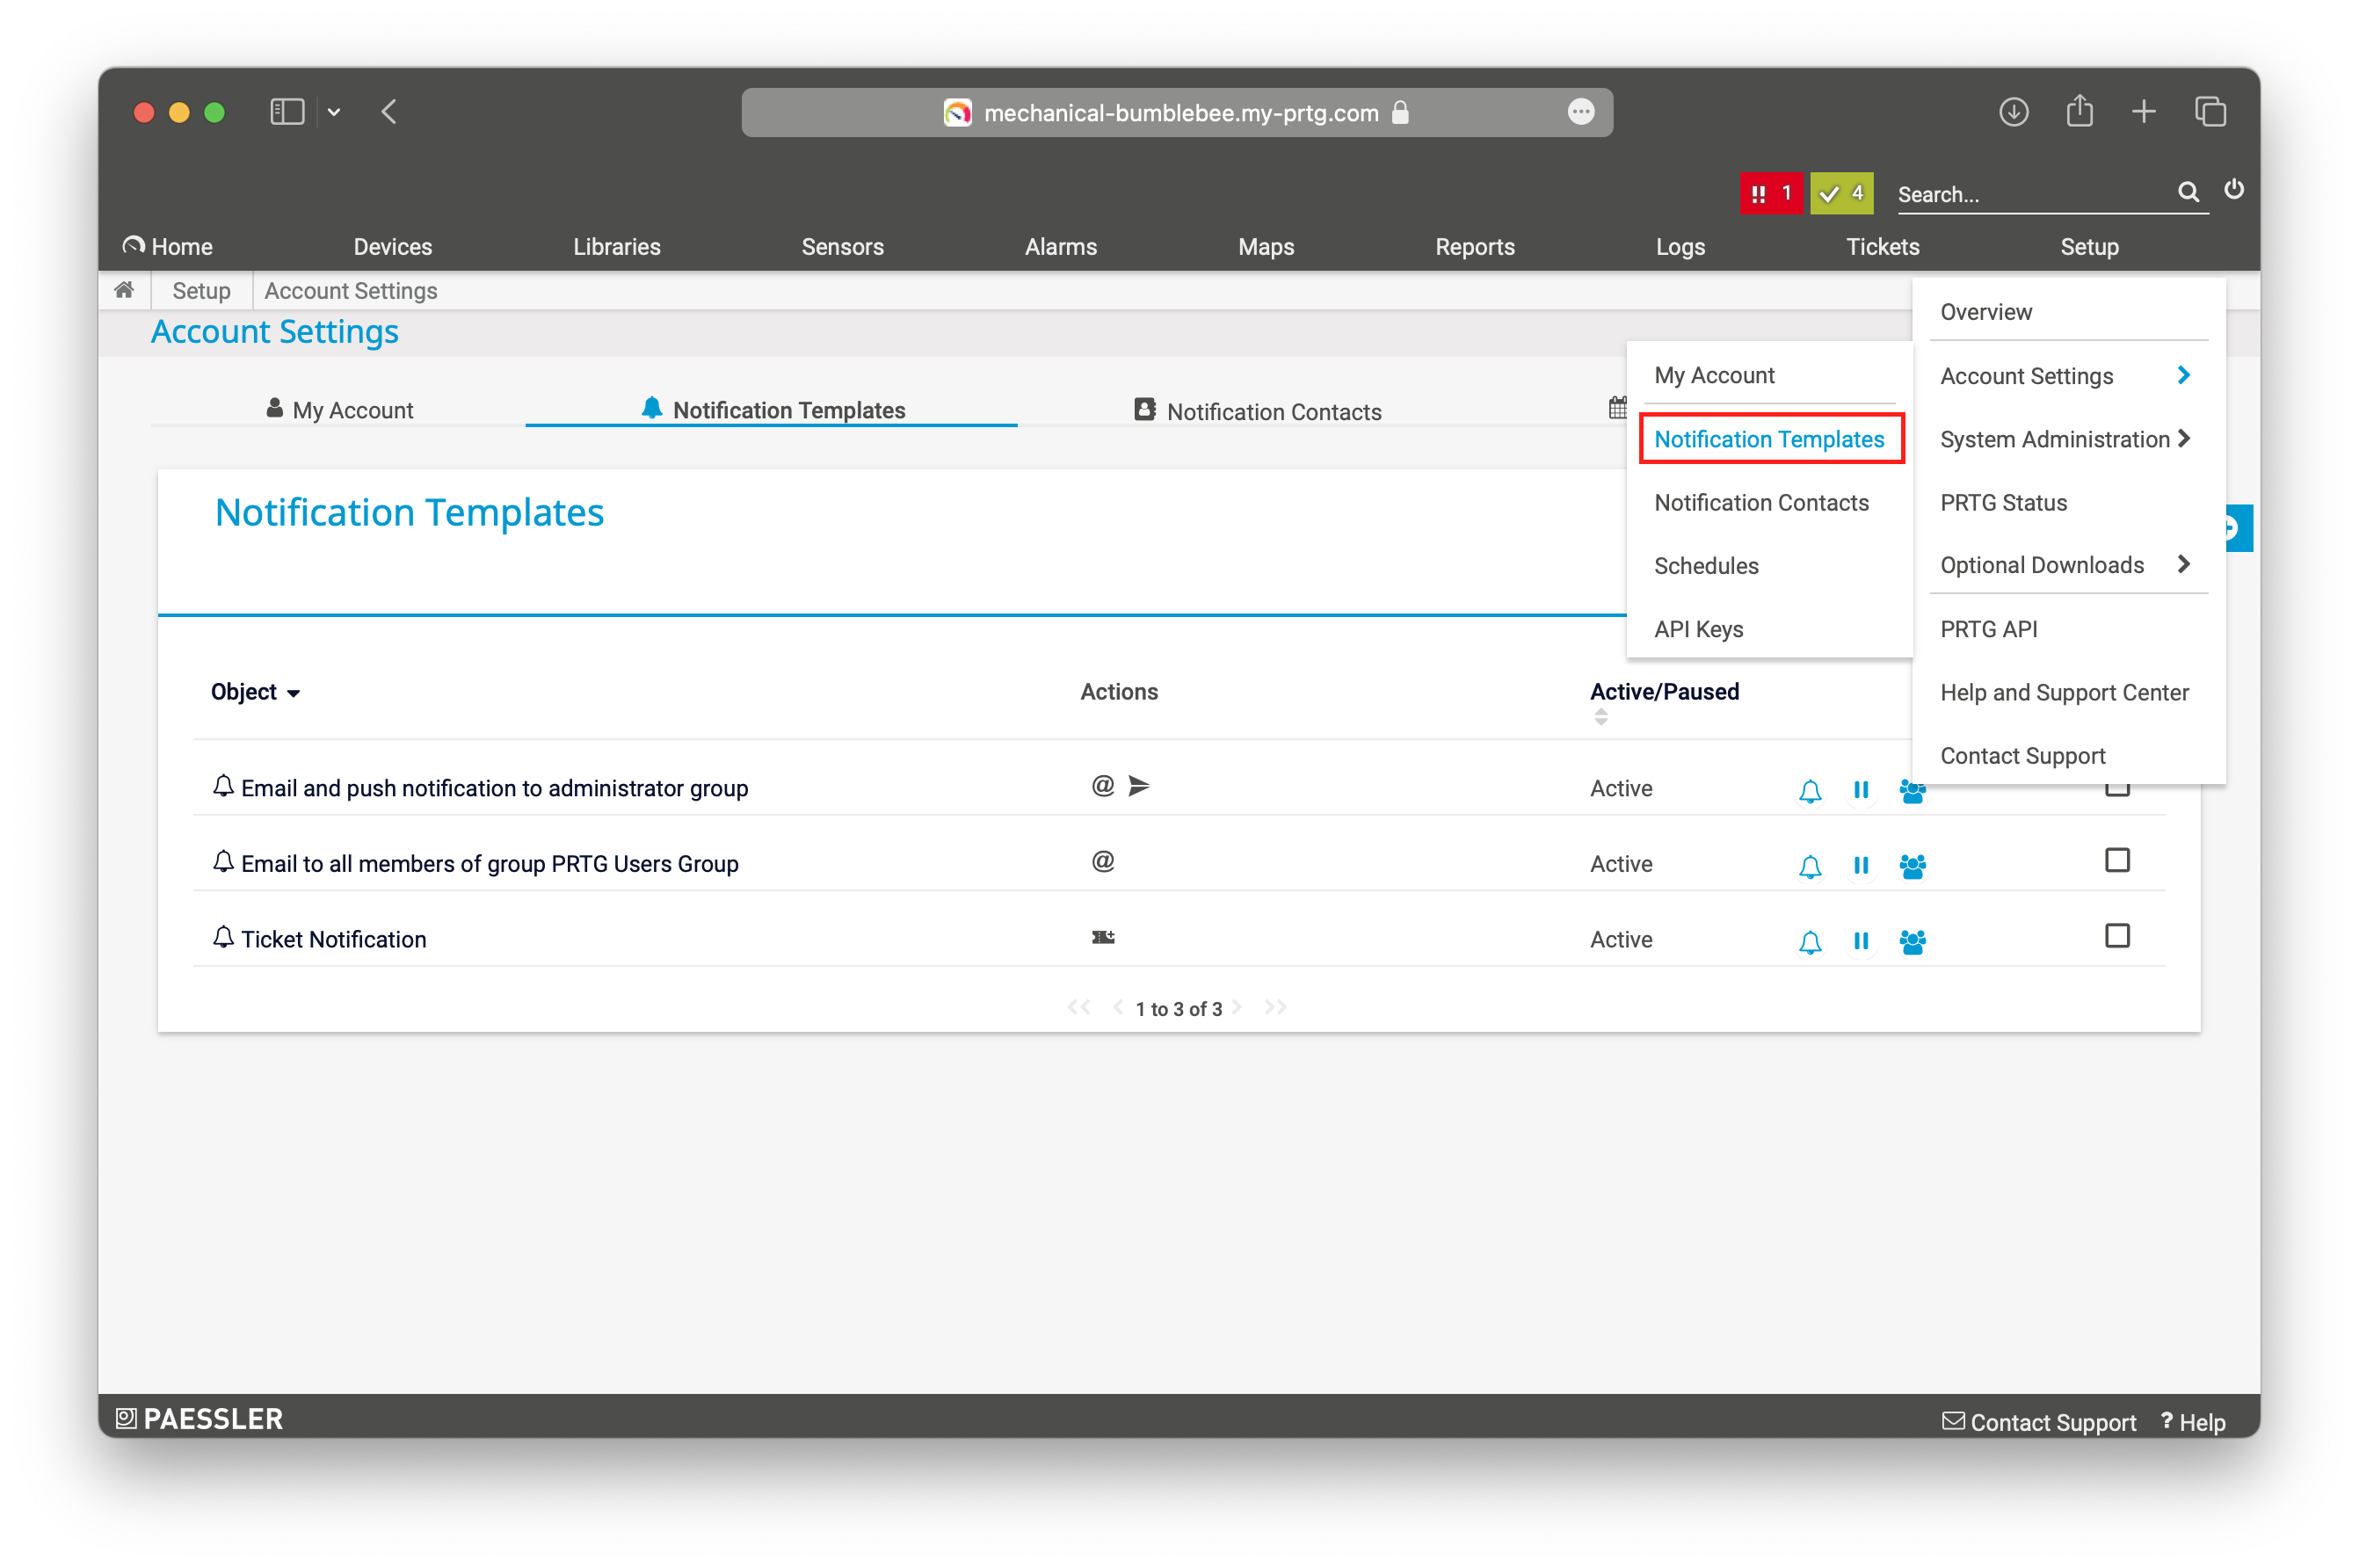 mechanical-bumblebee.my-prtg.com
!! 1
4
Search...
Home Devices Libraries Sensors Alarms Maps Reports Logs Tickets Setup
Setup Account Settings
Account Settings
My Account Notification Templates Notification Contacts
Overview
Account Settings
System Administration
PRTG Status
Optional Downloads
PRTG API
Help and Support Center
Contact Support
My Account
Notification Templates
Notification Contacts
Schedules
API Keys
Notification Templates
Object Actions Active/Paused
Email and push notification to administrator group @ Active
Email to all members of group PRTG Users Group @ Active
Ticket Notification Active
<< < 1 to 3 of 3 > >>
PAESSLER
Contact Support ? Help